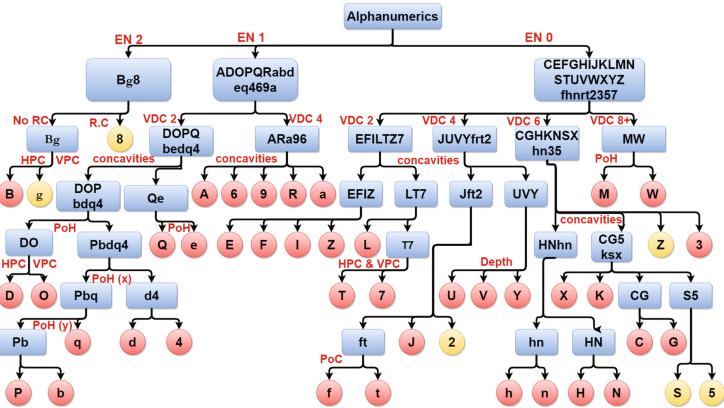 Alphanumerics
EN 2
EN 1
EN 0
Bg8
ADOPQRabd
eq469a
CEFGHIJKLMN
STUVWXYZ
fhnrt2357
No RC
R.C
VDC 2
VDC 4
VDC 2
VDC 4
VDC 6
VDC 8+
Bg
8
DOPQ
bedq4
ARa96
EFILTZ7
JUVYfrt2
CGHKNSX
hn35
MW
HPC
VPC
concavities
concavities
concavities
PoH
B
g
DOP
bdq4
Qe
A
6
9
R
a
EFIZ
LT7
Jft2
UVY
M
W
concavities
PoH
PoH
DO
Pbdq4
Q
e
E
F
I
Z
L
T7
HNhn
CG5
ksx
Z
3
HPC
VPC
PoH (x)
HPC & VPC
Depth
D
O
Pbq
d4
T
7
U
V
Y
X
K
CG
S5
PoH (y)
Pb
q
d
4
ft
J
2
hn
HN
C
G
PoC
P
b
f
t
h
n
H
N
S
5